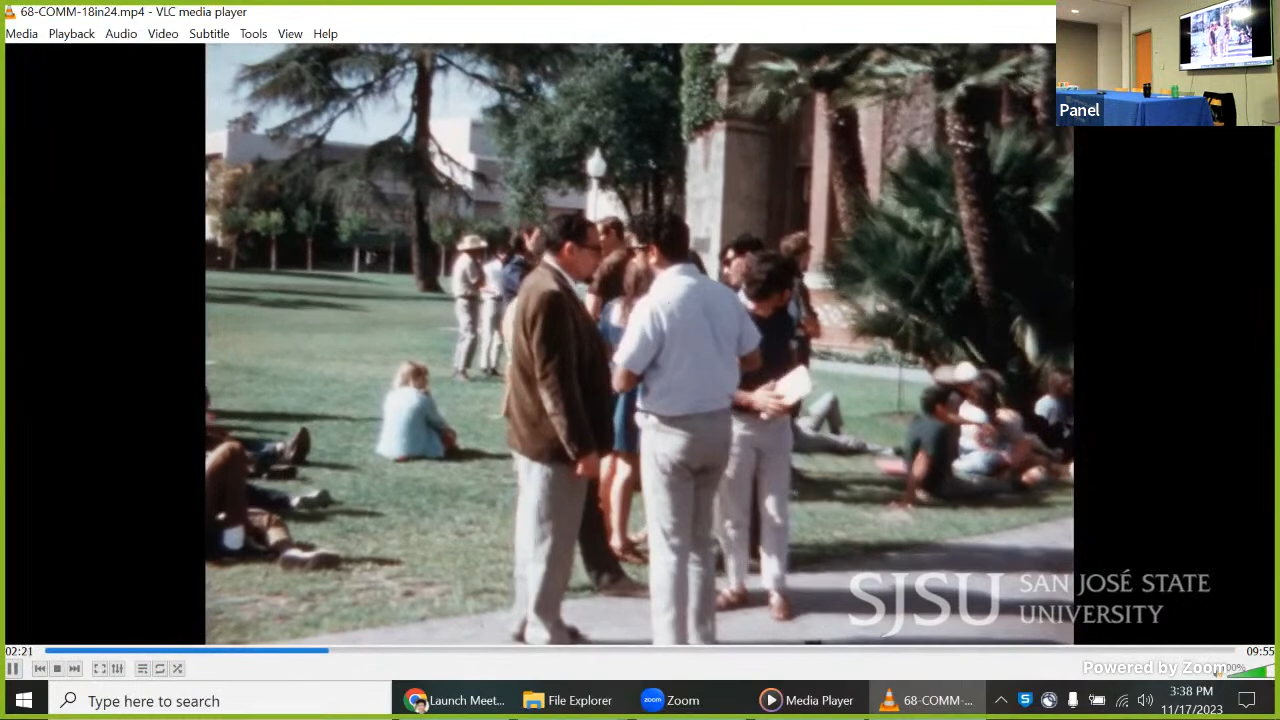 68-COMM-18in24.mp4 - VLC media player
Media Playback Audio Video Subtitle Tools View Help
Panel
SJSU SAN JOSÉ STATE
UNIVERSITY
02:21
09:55
Powered by Zoom
Type here to search
Launch Meet...
File Explorer
zoom
Zoom
Media Player
68-COMM-...
S
3:38 PM
11/17/2023